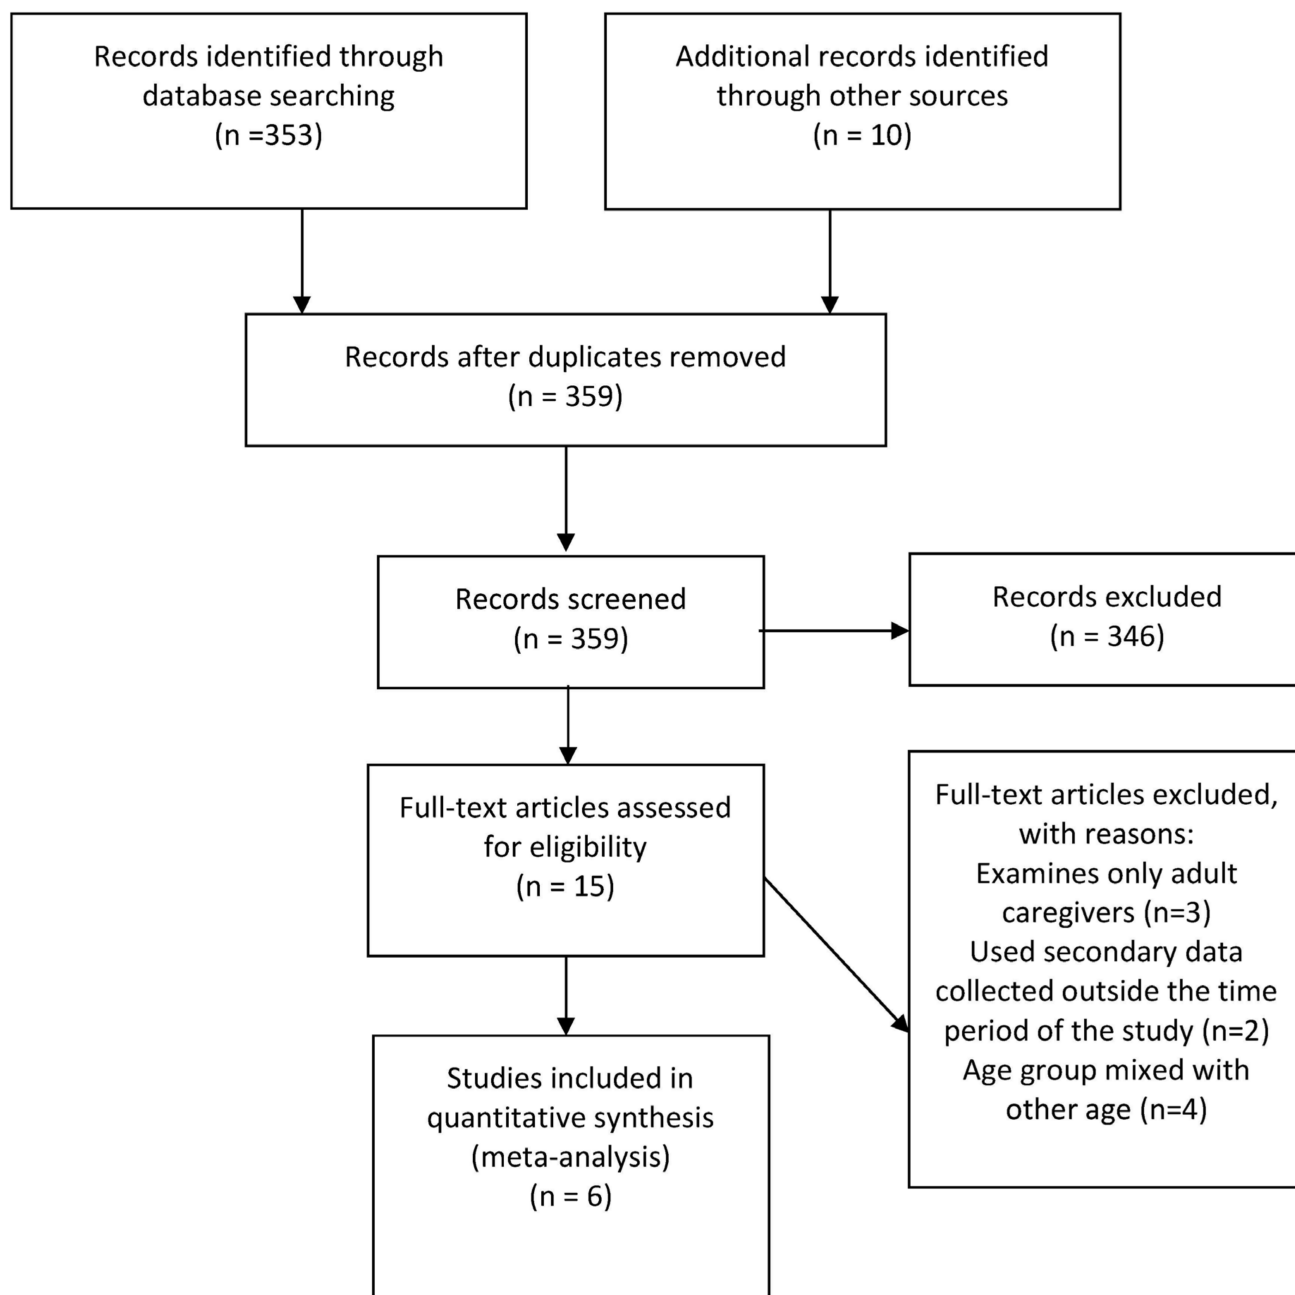 Records identified through
database searching
(n =353)
Additional records identified
through other sources
(n = 10)
Records after duplicates removed
(n = 359)
Records screened
(n = 359)
Records excluded
(n = 346)
Full-text articles assessed
for eligibility
(n = 15)
Full-text articles excluded,
with reasons:
Examines only adult
caregivers (n=3)
Used secondary data
collected outside the time
period of the study (n=2)
Age group mixed with
other age (n=4)
Studies included in
quantitative synthesis
(meta-analysis)
(n = 6)